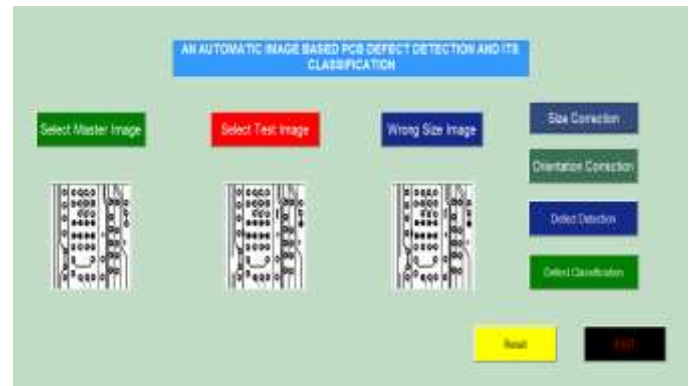 AN AUTOMATIC IMAGE BASED PCB DEFECT DETECTION AND ITS
CLASSIFICATION
Select Master Image
Select Test Image
Wrong Size Image
Size Correction
Orientation Correction
Defect Detection
Defect Classification
Reset
EXIT